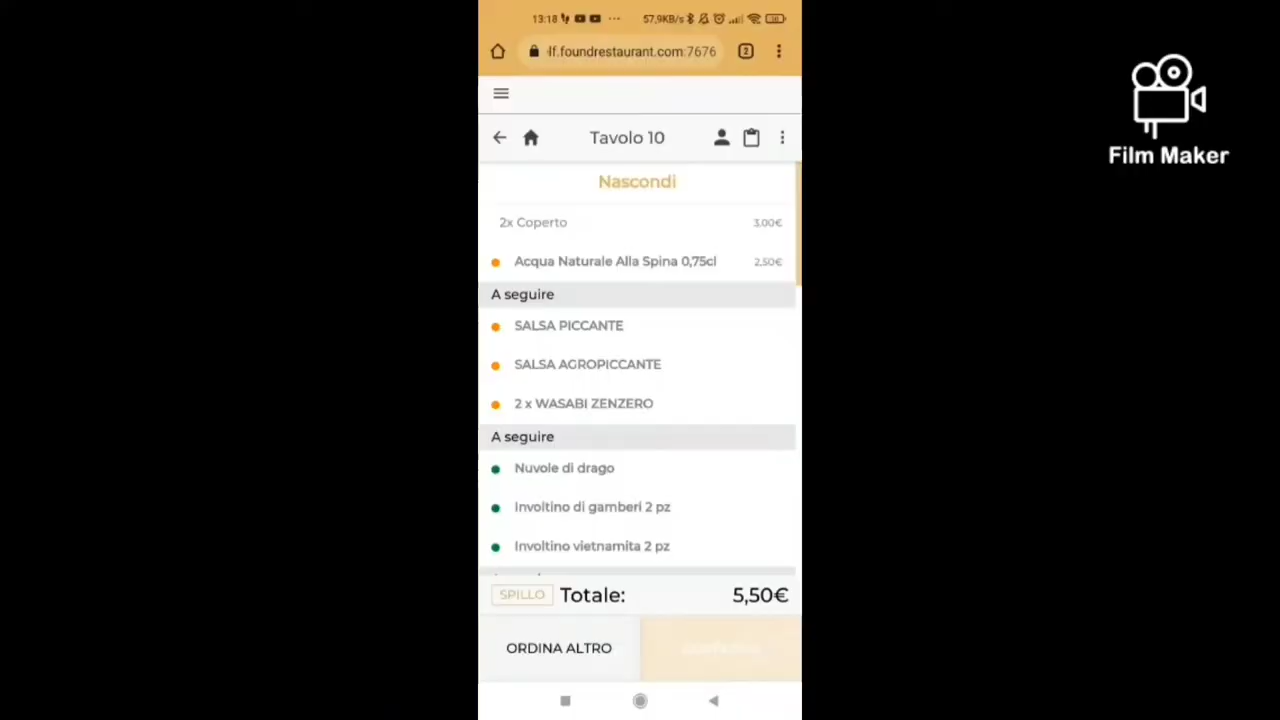 13:18 ... 57,9KB/s
lf.foundrestaurant.com:7676 2
Tavolo 10
Nascondi
2x Coperto 3,00€
Acqua Naturale Alla Spina 0,75cl 2,50€
A seguire
SALSA PICCANTE
SALSA AGROPICCANTE
2 x WASABI ZENZERO
A seguire
Nuvole di drago
Involtino di gamberi 2 pz
Involtino vietnamita 2 pz
SPILLO Totale: 5,50€
ORDINA ALTRO
Film Maker